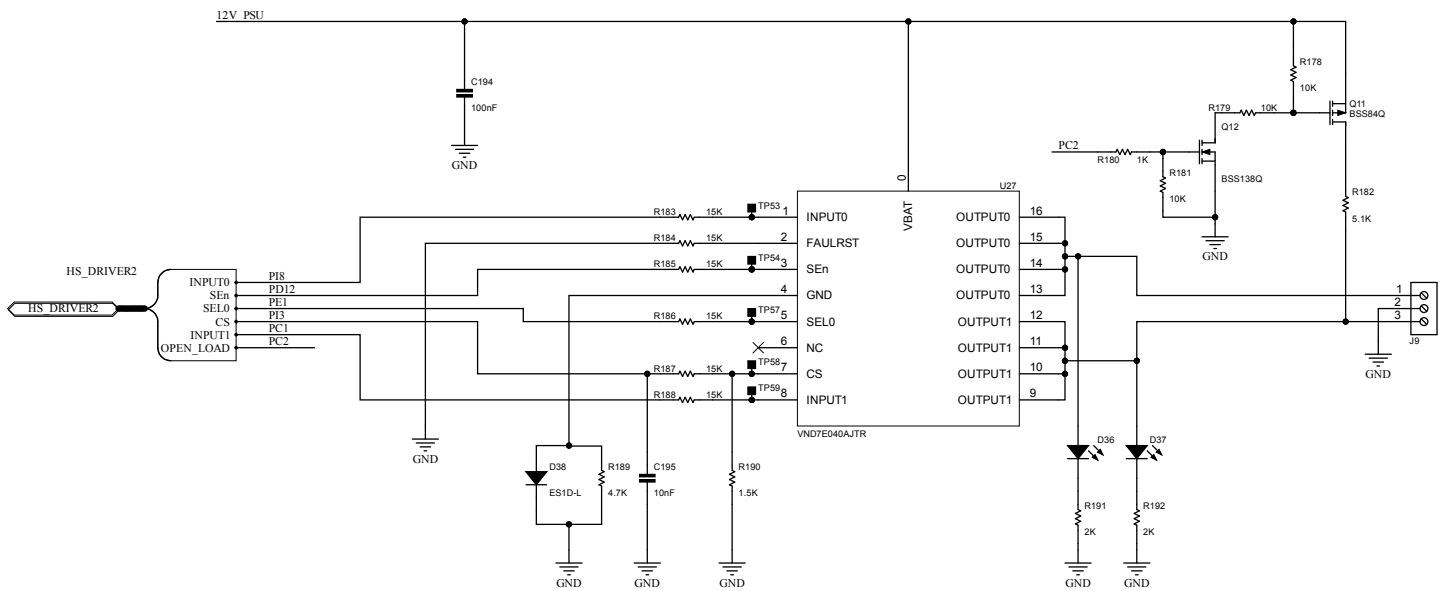 12V_PSU
C194
100nF
GND
R178
10K
R179
10K
Q11
BSS84Q
Q12
BSS138Q
PC2
R180
1K
R181
10K
GND
R182
5.1K
U27
0
VBAT
HS_DRIVER2
HS_DRIVER2
INPUT0
PI8
SEn
PD12
SEL0
PE1
CS
PI3
INPUT1
PC1
OPEN_LOAD
PC2
R183 15K TP53 1 INPUT0
R184 15K 2 FAULRST
R185 15K TP54 3 SEn
4 GND
R186 15K TP57 5 SEL0
6 NC
R187 15K TP58 7 CS
R188 15K TP59 8 INPUT1
OUTPUT0 16
OUTPUT0 15
OUTPUT0 14
OUTPUT0 13
OUTPUT1 12
OUTPUT1 11
OUTPUT1 10
OUTPUT1 9
VND7E040AJTR
1
2
3
J9
GND
GND
D38
ES1D-L
R189
4.7K
C195
10nF
R190
1.5K
D36
D37
R191
2K
R192
2K
GND
GND
GND
GND
GND